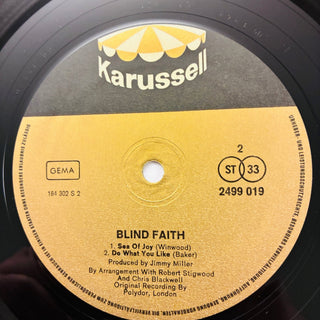 Karussell
GEMA
164 302 S 2
2
ST 33
2499 019
BLIND FAITH
1. Sea Of Joy (Winwood)
2. Do What You Like (Baker)
Produced by Jimmy Miller
By Arrangement With Robert Stigwood
And Chris Blackwell
Original Recording By
Polydor, London